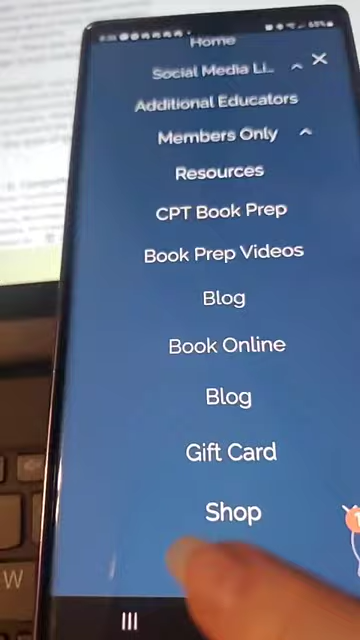 Home
Social Media Li...
Additional Educators
Members Only
Resources
CPT Book Prep
Book Prep Videos
Blog
Book Online
Blog
Gift Card
Shop
W